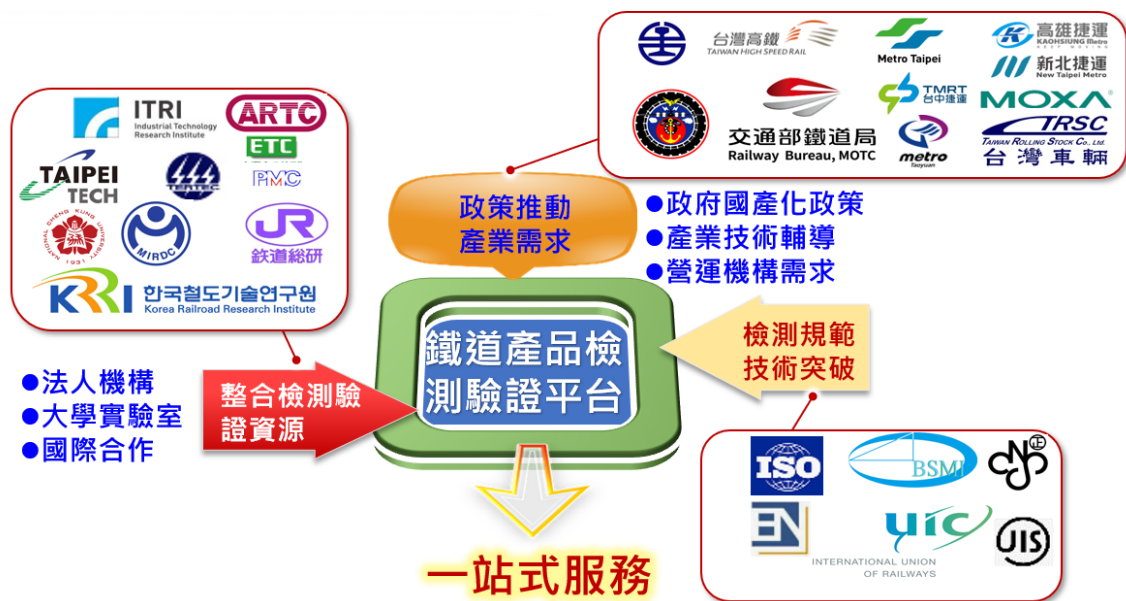 台灣高鐵
TAIWAN HIGH SPEED RAIL
Metro Taipei
高雄捷運
KAOHSIUNG Metro
KEEP MOVING
新北捷運
New Taipei Metro
交通部鐵道局
Railway Bureau, MOTC
TMRT
台中捷運
MOXA
metro
Taoyuan
TRSC
TAIWAN ROLLING STOCK CO., LTD.
台灣車輛
ITRI
Industrial Technology
Research Institute
ARTC
ETC
TAIPEI
TECH
TERTEC
PMC
NATIONAL CHENG KUNG UNIVERSITY 1931
MIRDC
JR
鉄道総研
KRRI
한국철도기술연구원
Korea Railroad Research Institute
政策推動
產業需求
●政府國產化政策
●產業技術輔導
●營運機構需求
鐵道產品檢
測驗證平台
檢測規範
技術突破
●法人機構
●大學實驗室
●國際合作
整合檢測驗
證資源
ISO
BSMI
正
EN
uic
INTERNATIONAL UNION
OF RAILWAYS
JIS
一站式服務